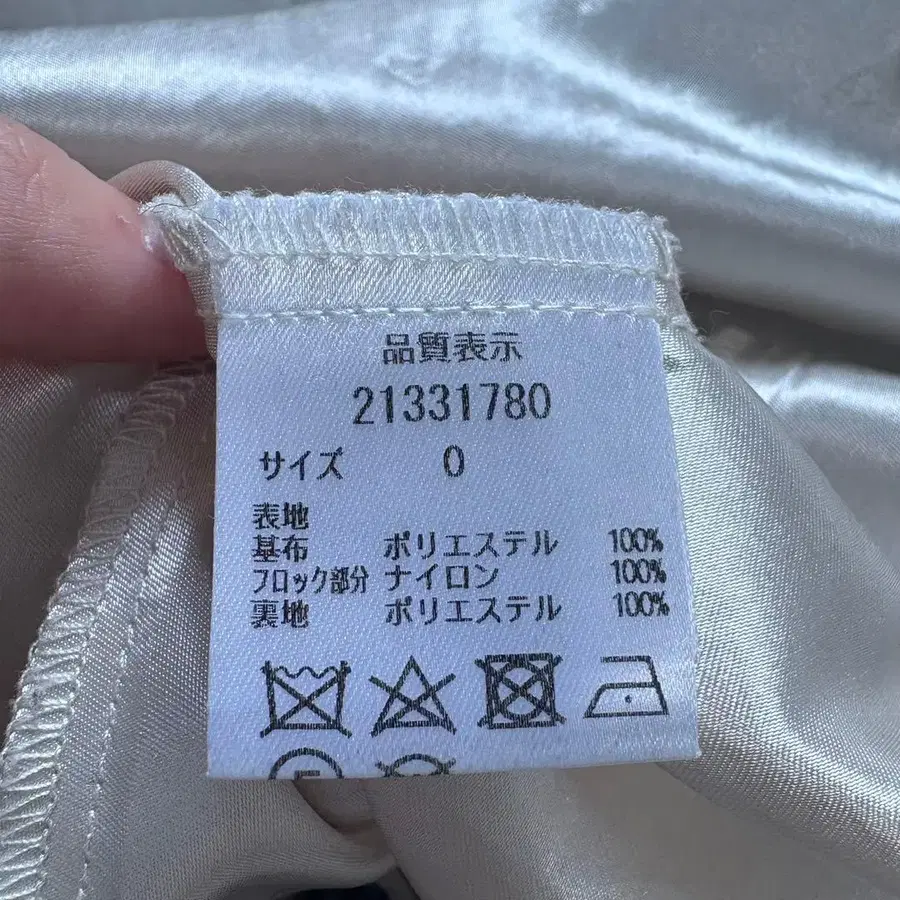 品質表示
21331780
サイズ 0
表地
基布 ポリエステル 100%
フロック部分 ナイロン 100%
裏地 ポリエステル 100%